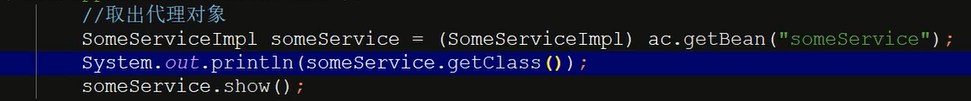 //取出代理对象
SomeServiceImpl someService = (SomeServiceImpl) ac.getBean("someService");
System.out.println(someService.getClass());
someService.show();